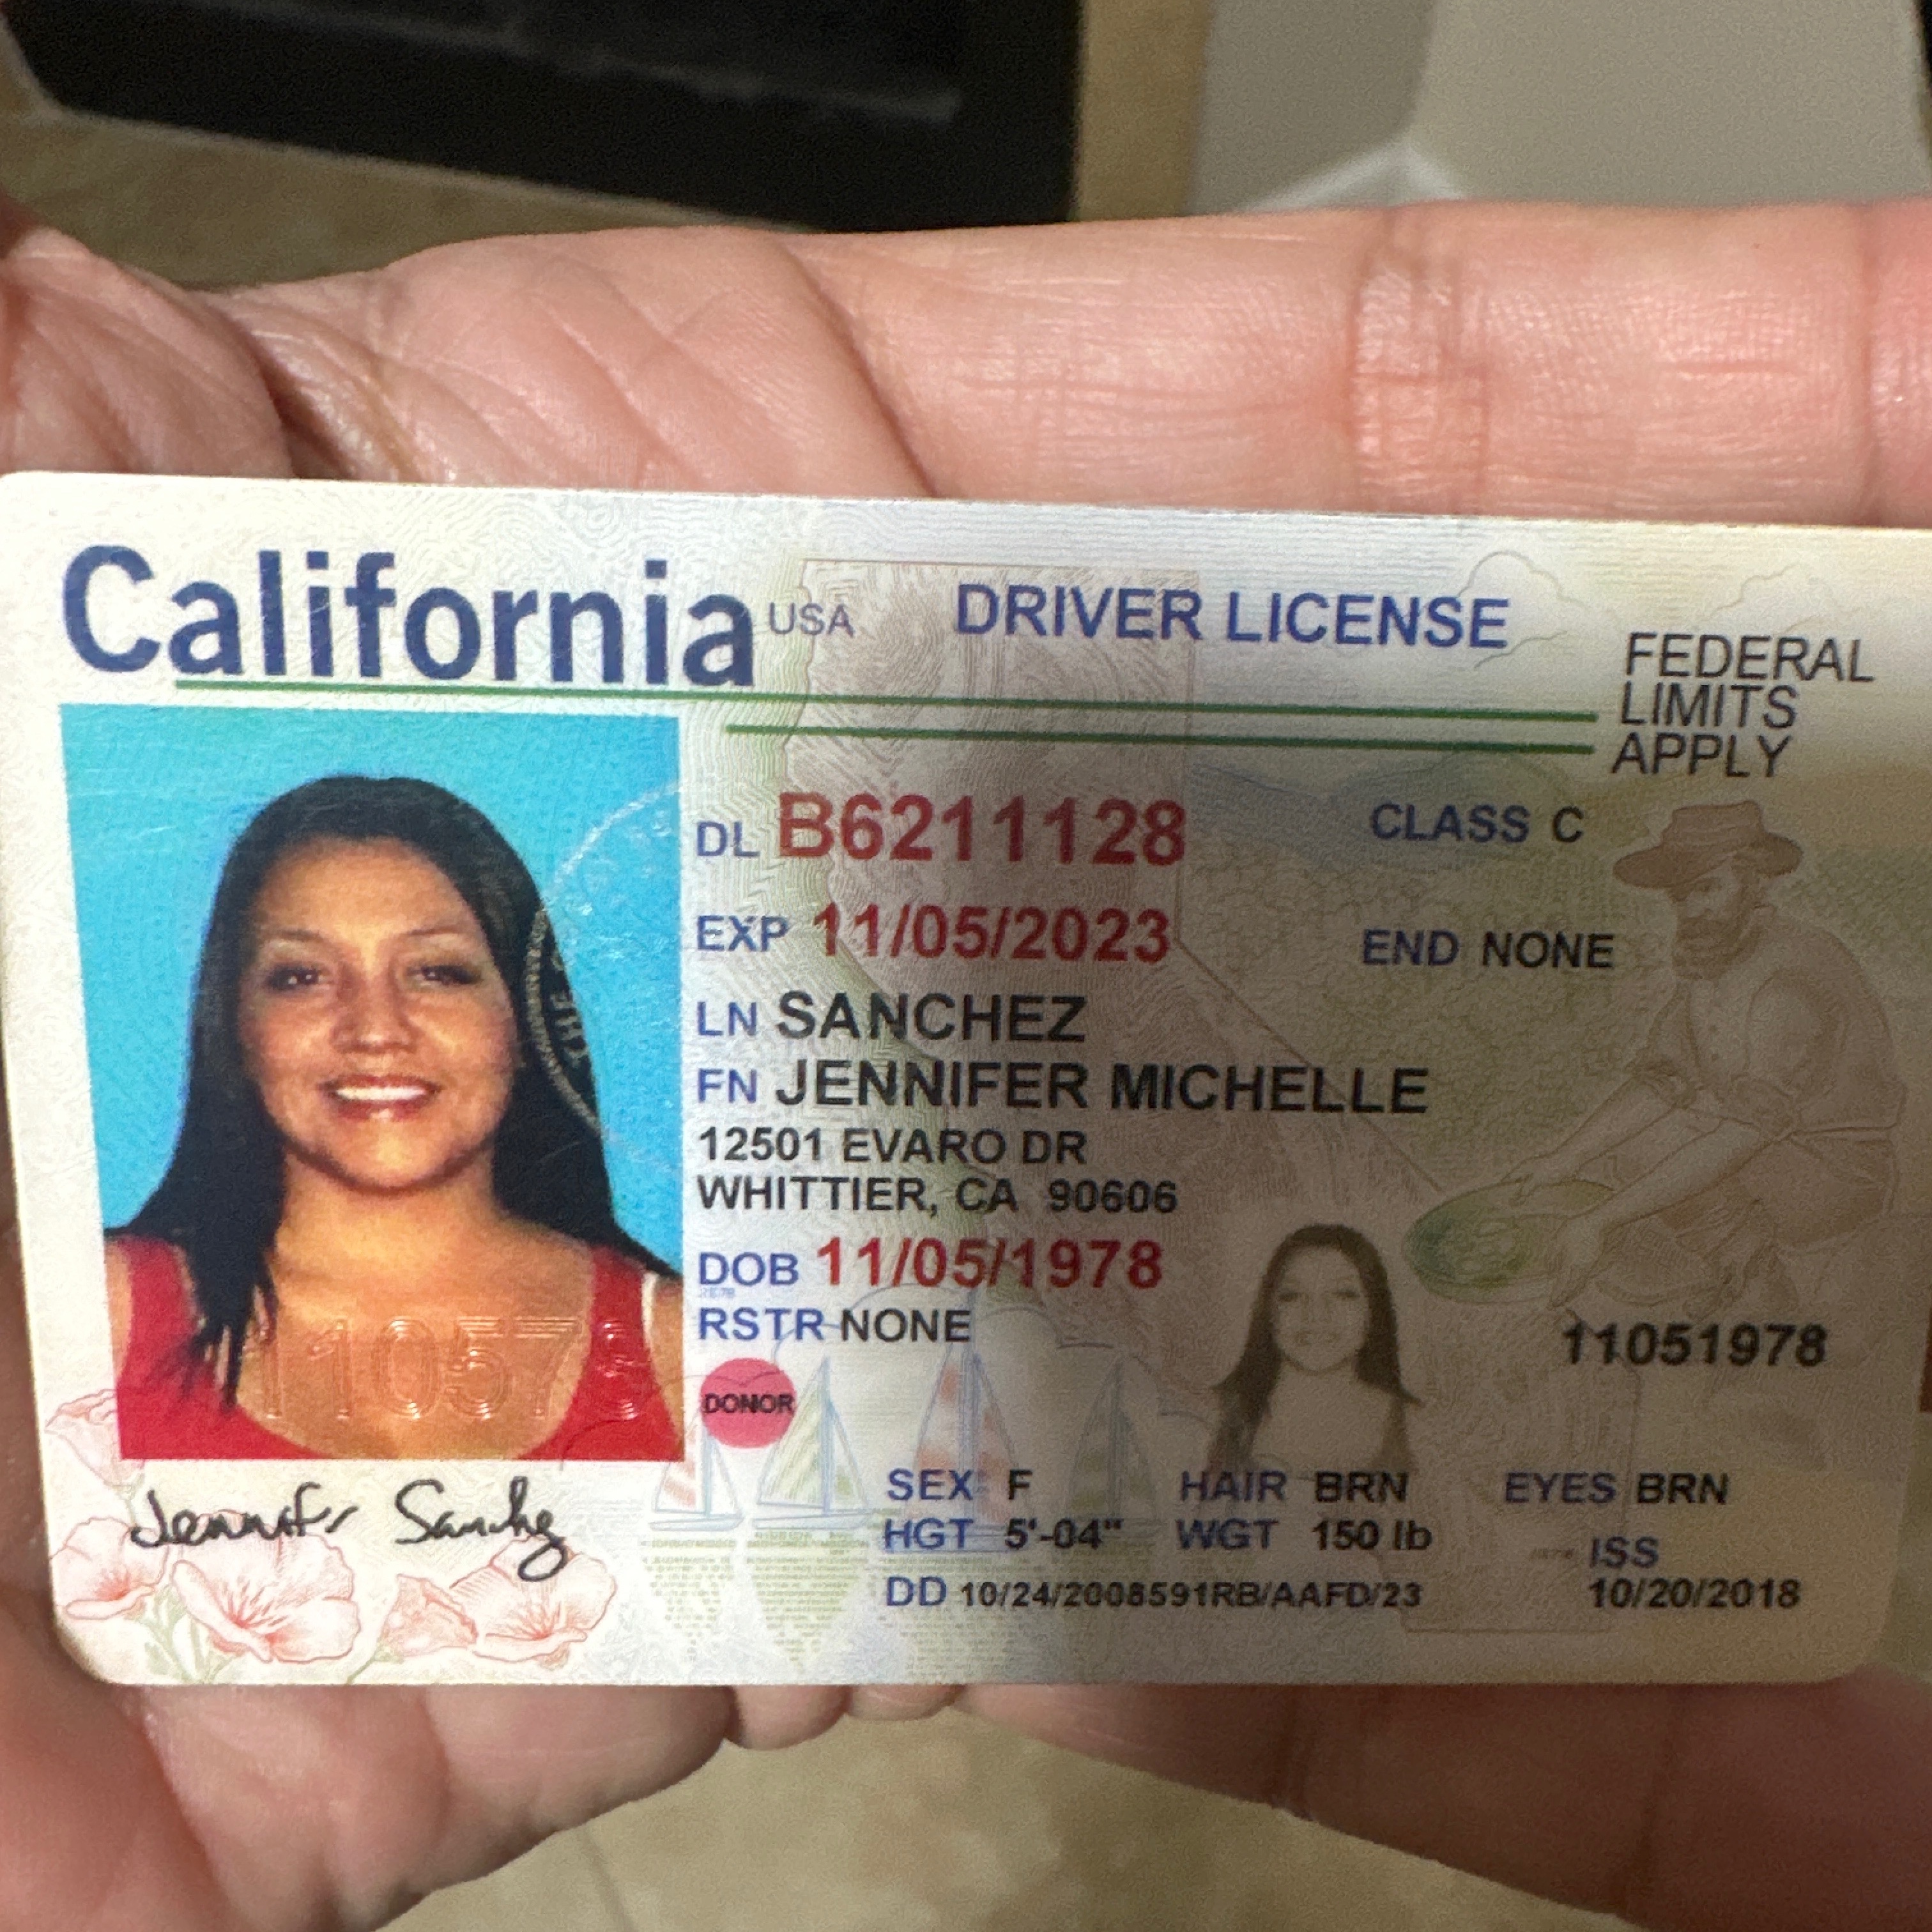 California USA DRIVER LICENSE
FEDERAL
LIMITS
APPLY
DL B6211128 CLASS C
EXP 11/05/2023 END NONE
LN SANCHEZ
FN JENNIFER MICHELLE
12501 EVARO DR
WHITTIER, CA 90606
DOB 11/05/1978
RSTR NONE
110578
11051978
DONOR
Jennifer Sanchez
SEX F HAIR BRN EYES BRN
HGT 5'-04" WGT 150 lb ISS
DD 10/24/2008591RB/AAFD/23 10/20/2018